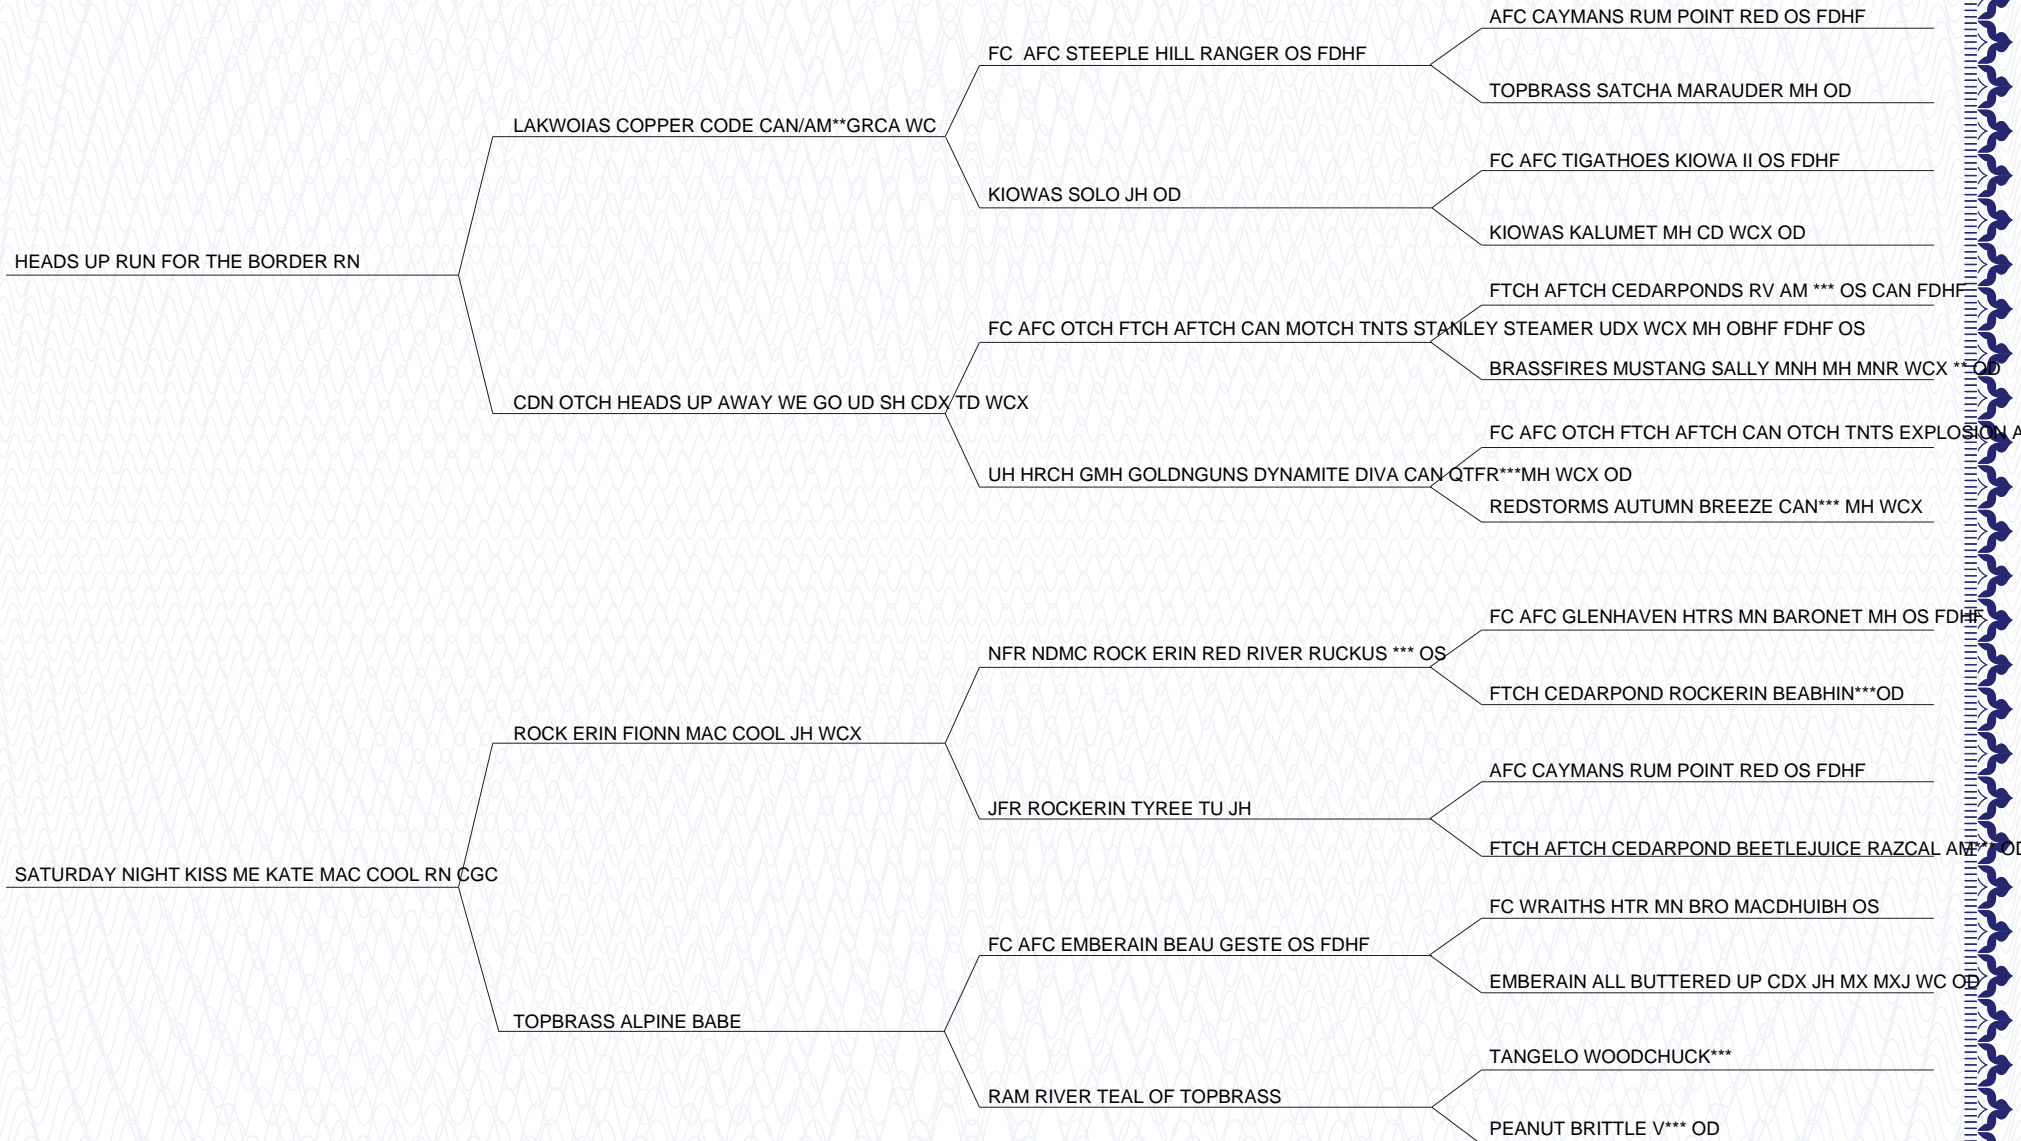 AFC CAYMANS RUM POINT RED OS FDHF
FC AFC STEEPLE HILL RANGER OS FDHF
TOPBRASS SATCHA MARAUDER MH OD
LAKWOIAS COPPER CODE CAN/AM**GRCA WC
FC AFC TIGATHOES KIOWA II OS FDHF
KIOWAS SOLO JH OD
KIOWAS KALUMET MH CD WCX OD
HEADS UP RUN FOR THE BORDER RN
FTCH AFTCH CEDARPONDS RV AM *** OS CAN FDHF
FC AFC OTCH FTCH AFTCH CAN MOTCH TNTS STANLEY STEAMER UDX WCX MH OBHF FDHF OS
BRASSFIRES MUSTANG SALLY MNH MH MNR WCX ** OD
CDN OTCH HEADS UP AWAY WE GO UD SH CDX TD WCX
FC AFC OTCH FTCH AFTCH CAN OTCH TNTS EXPLOSION A
UH HRCH GMH GOLDNGUNS DYNAMITE DIVA CAN QTFR***MH WCX OD
REDSTORMS AUTUMN BREEZE CAN*** MH WCX
FC AFC GLENHAVEN HTRS MN BARONET MH OS FDHF
NFR NDMC ROCK ERIN RED RIVER RUCKUS *** OS
FTCH CEDARPOND ROCKERIN BEABHIN***OD
ROCK ERIN FIONN MAC COOL JH WCX
AFC CAYMANS RUM POINT RED OS FDHF
JFR ROCKERIN TYREE TU JH
FTCH AFTCH CEDARPOND BEETLEJUICE RAZCAL AM*** OD
SATURDAY NIGHT KISS ME KATE MAC COOL RN CGC
FC WRAITHS HTR MN BRO MACDHUIBH OS
FC AFC EMBERAIN BEAU GESTE OS FDHF
EMBERAIN ALL BUTTERED UP CDX JH MX MXJ WC OD
TOPBRASS ALPINE BABE
TANGELO WOODCHUCK***
RAM RIVER TEAL OF TOPBRASS
PEANUT BRITTLE V*** OD